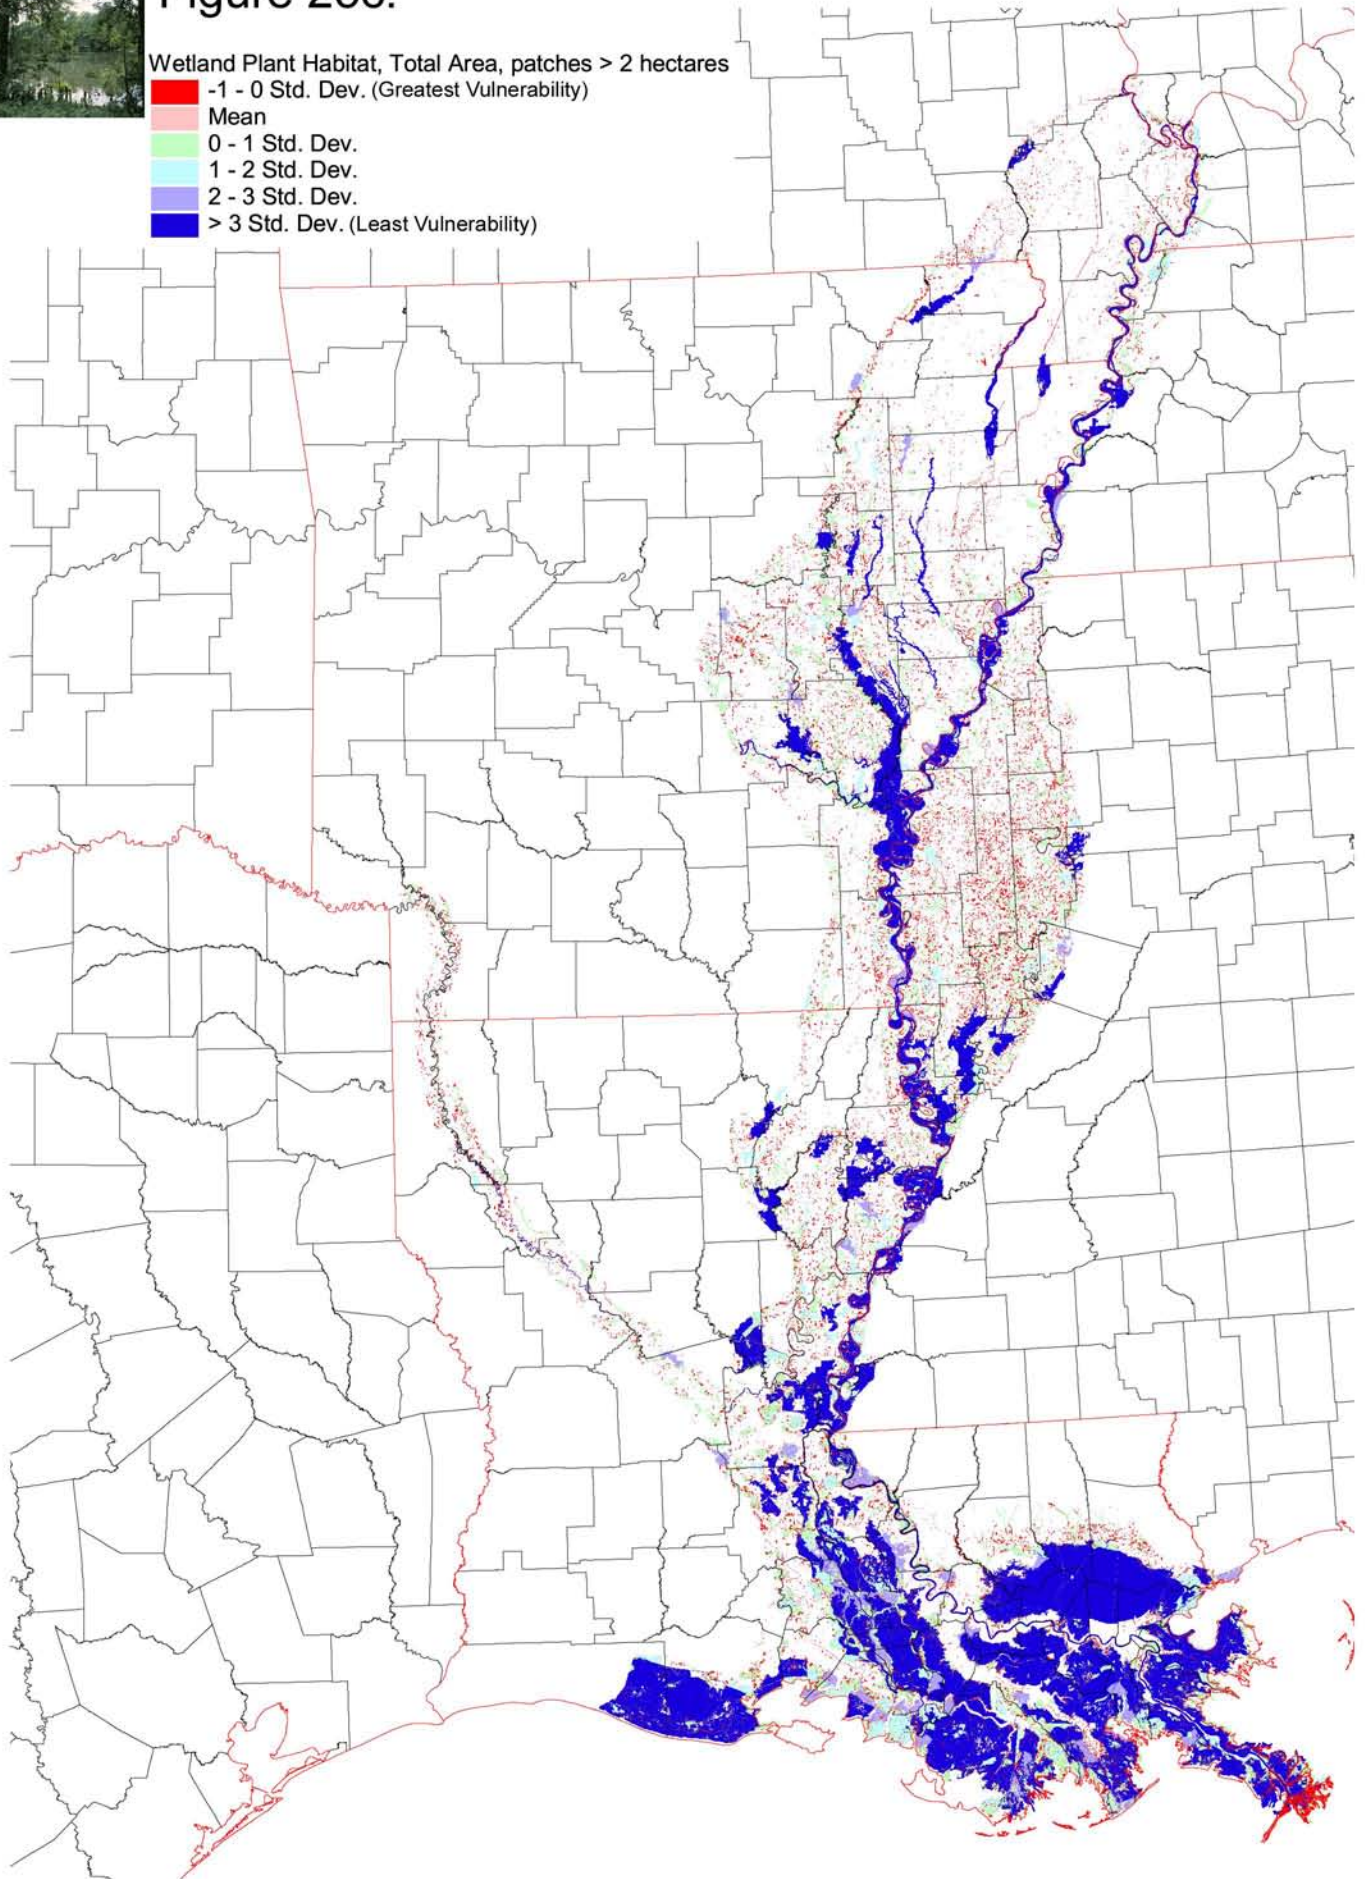 Wetland Plant Habitat, Total Area, patches > 2 hectares
-1 - 0 Std. Dev. (Greatest Vulnerability)
Mean
0 - 1 Std. Dev.
1 - 2 Std. Dev.
2 - 3 Std. Dev.
> 3 Std. Dev. (Least Vulnerability)